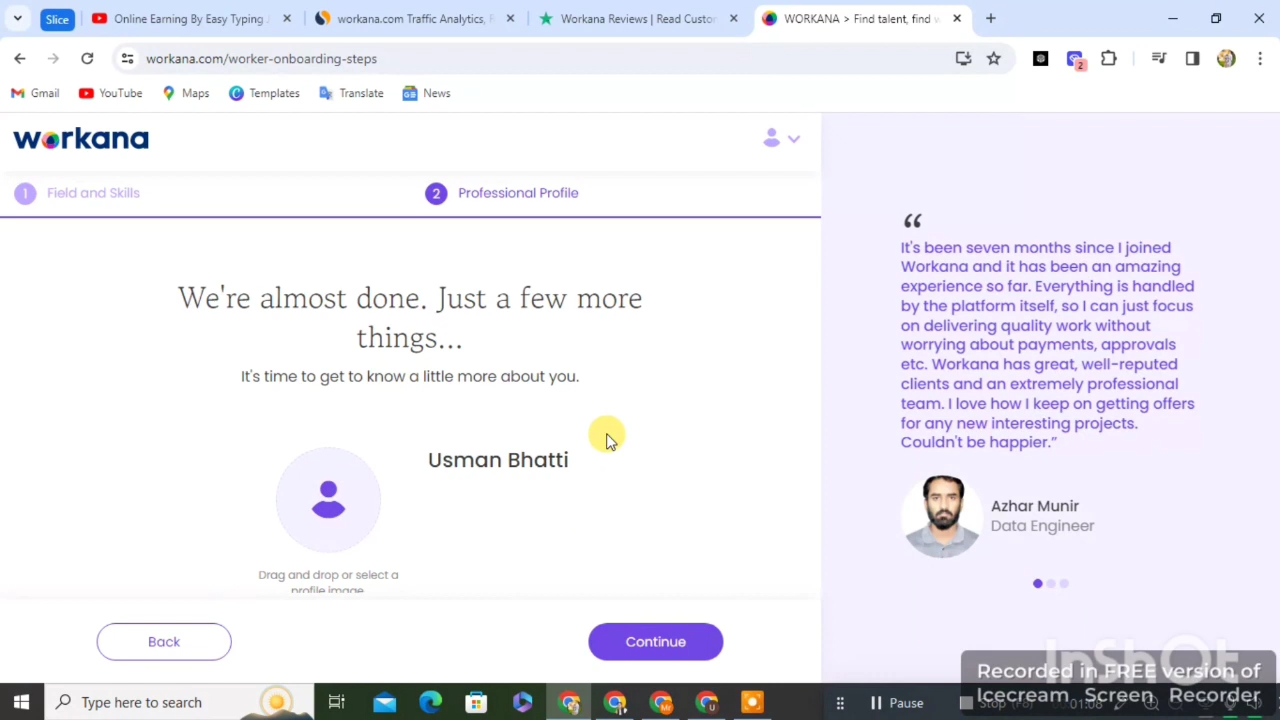 Slice
Online Earning By Easy Typing
workana.com Traffic Analytics,
Workana Reviews | Read Custo
WORKANA > Find talent, find
workana.com/worker-onboarding-steps
2
Gmail
YouTube
Maps
Templates
Translate
News
workana
1 Field and Skills
2 Professional Profile
We're almost done. Just a few more
things...
It's time to get to know a little more about you.
Usman Bhatti
Drag and drop or select a
profile image
Back
Continue
“
It's been seven months since I joined
Workana and it has been an amazing
experience so far. Everything is handled
by the platform itself, so I can just focus
on delivering quality work without
worrying about payments, approvals
etc. Workana has great, well-reputed
clients and an extremely professional
team. I love how I keep on getting offers
for any new interesting projects.
Couldn't be happier.”
Azhar Munir
Data Engineer
InShOt
Recorded in FREE version of
Icecream Screen Recorder
Type here to search
Pause
Stop (F8)
01:08